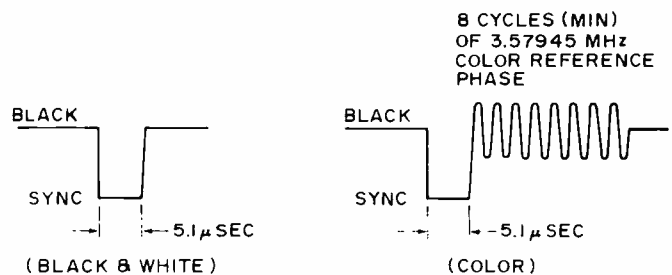 8 CYCLES (MIN)
OF 3.57945 MHz
COLOR REFERENCE
PHASE
BLACK
BLACK
SYNC
SYNC
5.1 μ SEC
5.1 μ SEC
(BLACK & WHITE)
(COLOR)